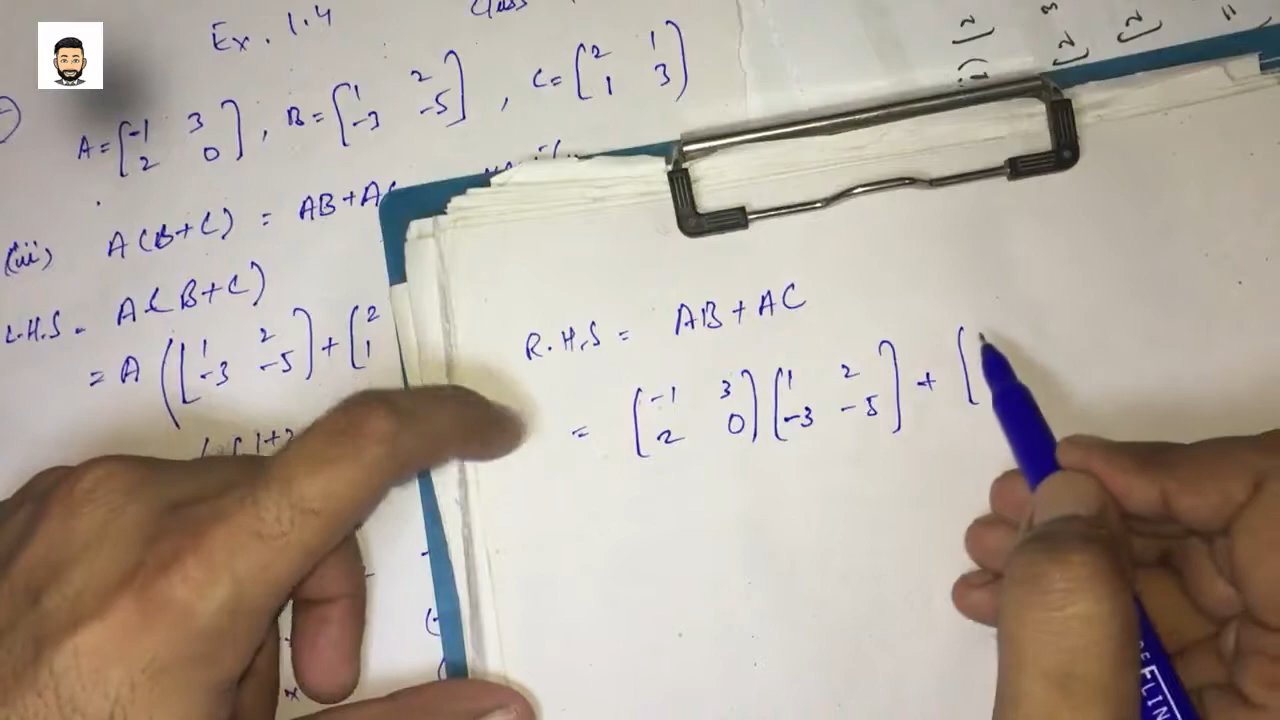 Ex. 1.4
A = [-1 3 2 0], B = [1 2 -3 -5], C = [2 1 1 3]
(iii) A(B+C) = AB+AC
L.H.S = A(B+C)
= A ([1 2 -3 -5] + [2 1
R.H.S = AB + AC
= [-1 3 2 0] [1 2 -3 -5] + [